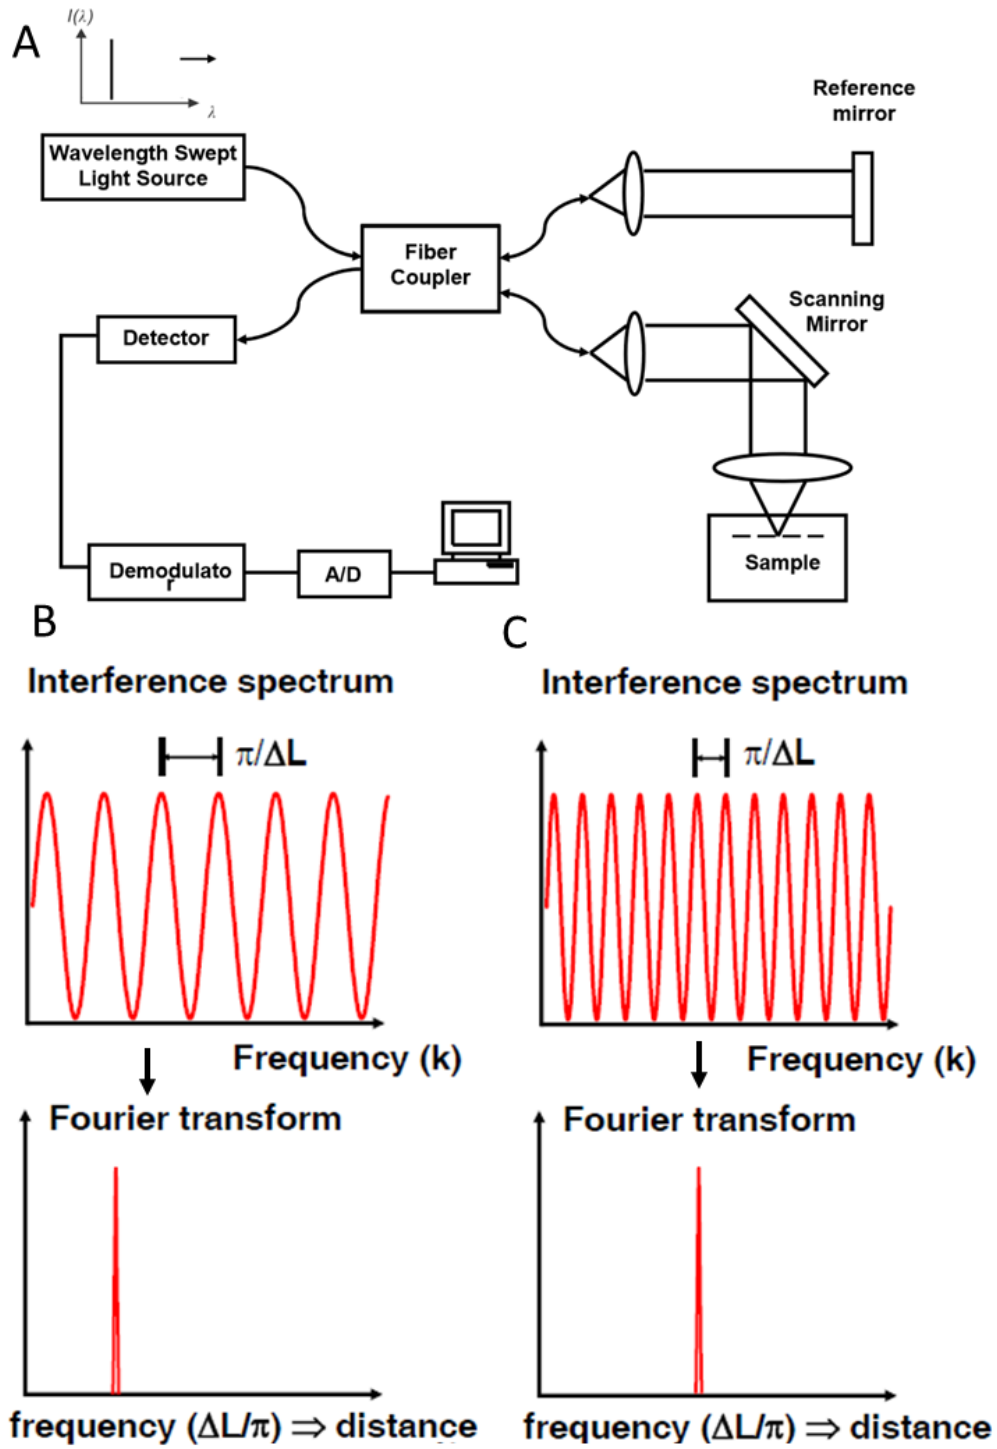 A
I(λ)
λ
Wavelength Swept
Light Source
Reference
mirror
Fiber
Coupler
Scanning
Mirror
Detector
Demodulato
r
A/D
Sample
B
Interference spectrum
π/ΔL
Frequency (k)
Fourier transform
frequency (ΔL/π) ⇒ distance
C
Interference spectrum
π/ΔL
Frequency (k)
Fourier transform
frequency (ΔL/π) ⇒ distance